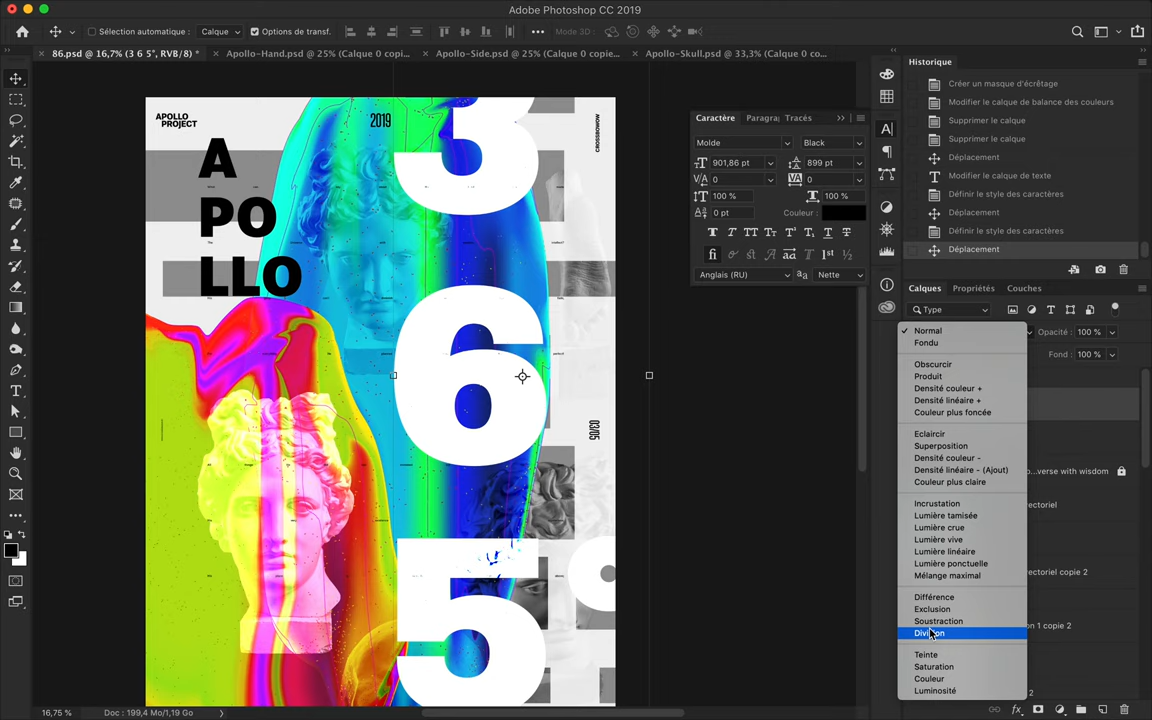 Adobe Photoshop CC 2019
Sélection automatique :
Calque
Options de transf.
Mode 3D :
86.psd @ 16,7% (3 6 5°, RVB/8) *
Apollo-Hand.psd @ 25% (Calque 0 copi...
Apollo-Side.psd @ 25% (Calque 0 copie...
Apollo-Skull.psd @ 33,3% (Calque 0 co...
APOLLO
PROJECT
2019
CROSSBOWOW
A
PO
LLO
3
6
5°
05/03
Caractère
Paragra
Tracés
Molde
Black
901,86 pt
899 pt
0
0
100 %
100 %
0 pt
Couleur :
Anglais (RU)
Nette
Historique
Créer un masque d'écrêtage
Modifier le calque de balance des couleurs
Supprimer le calque
Supprimer le calque
Déplacement
Modifier le calque de texte
Définir le style des caractères
Déplacement
Définir le style des caractères
Déplacement
Calques
Propriétés
Couches
Type
Opacité : 100 %
Fond : 100 %
Normal
Fondu
Obscurcir
Produit
Densité couleur +
Densité linéaire +
Couleur plus foncée
Eclaircir
Superposition
Densité couleur -
Densité linéaire - (Ajout)
Couleur plus claire
Incrustation
Lumière tamisée
Lumière crue
Lumière vive
Lumière linéaire
Lumière ponctuelle
Mélange maximal
Différence
Exclusion
Soustraction
Division
Teinte
Saturation
Couleur
Luminosité
...verse with wisdom
ectoriel
ectoriel copie 2
on 1 copie 2
2
16,75 %
Doc : 199,4 Mo/1,19 Go